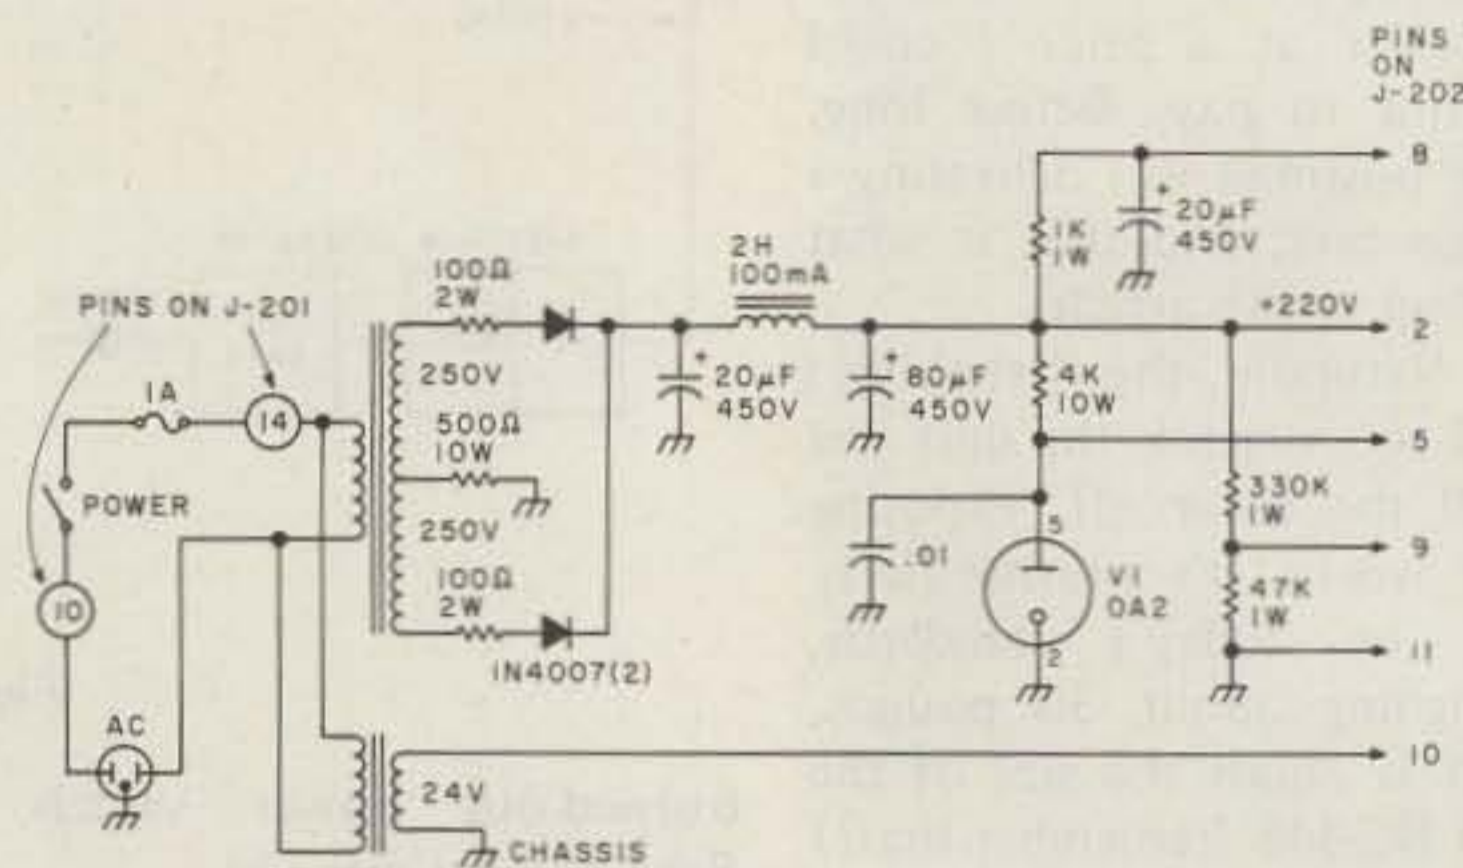 PINS
ON
J-202
8
1K
1W
+
20µF
450V
2H
100mA
100Ω
2W
PINS ON J-201
+220V
2
250V
+
20µF
450V
+
80µF
450V
4K
10W
1A
14
500Ω
10W
5
POWER
330K
1W
250V
5
9
.01
100Ω
2W
V1
OA2
47K
1W
10
2
11
1N4007(2)
AC
10
24V
CHASSIS